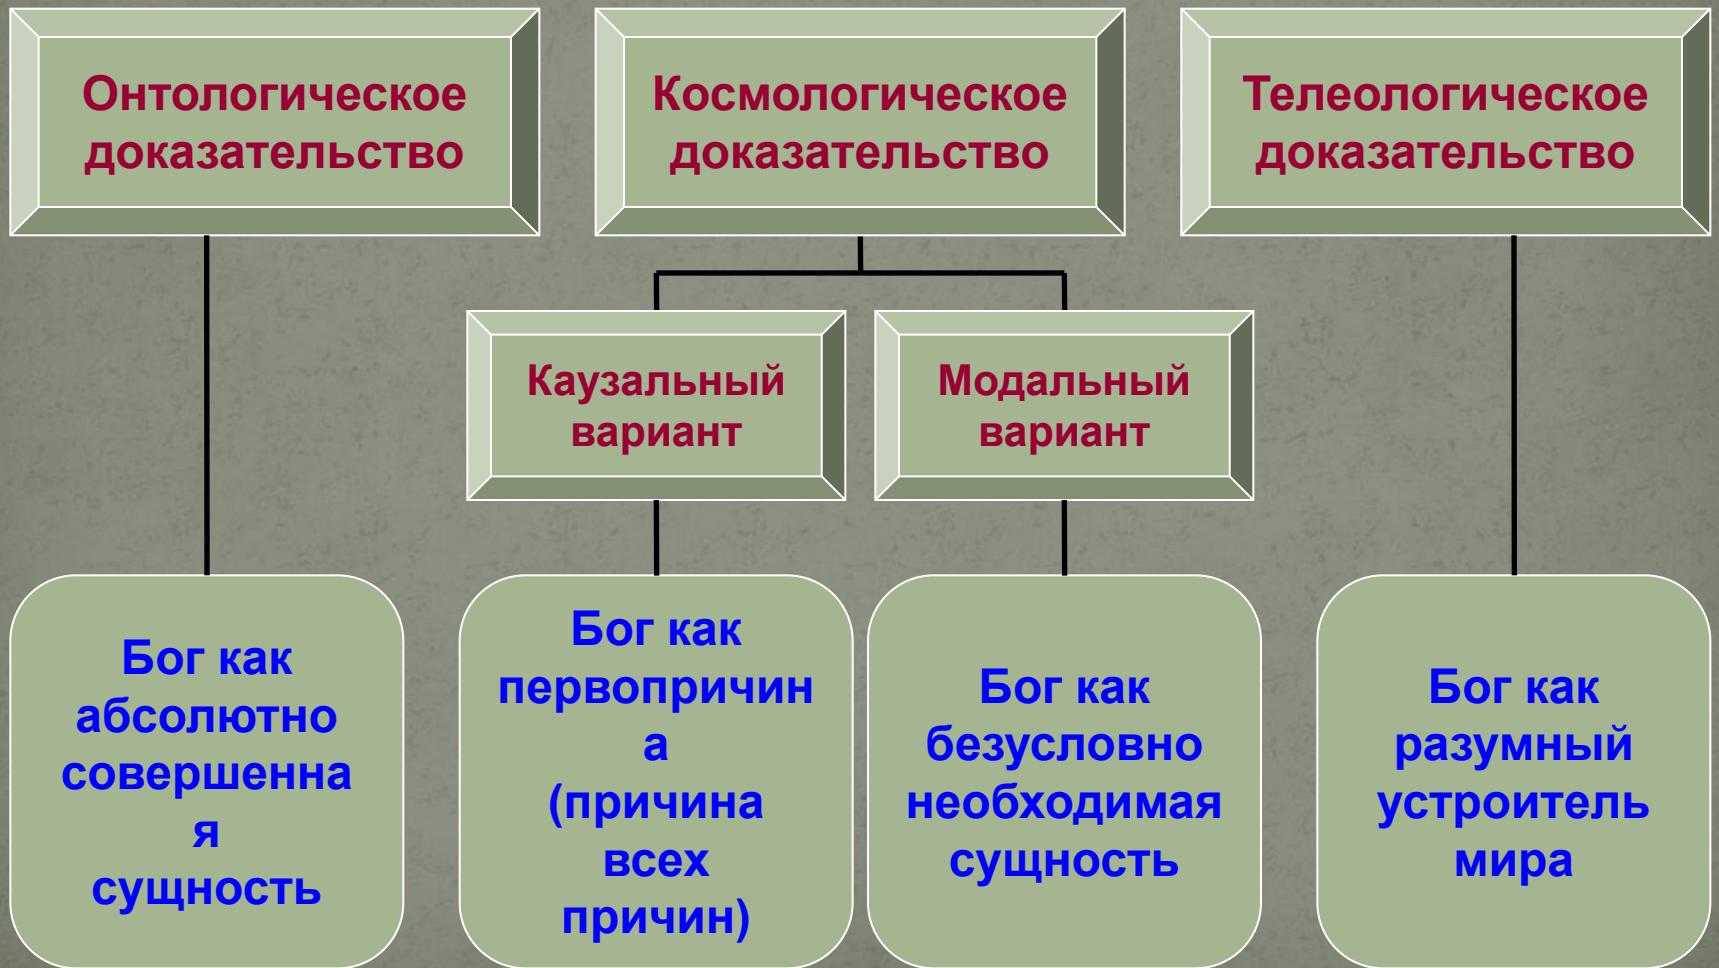 Онтологическое
доказательство
Космологическое
доказательство
Телеологическое
доказательство
Каузальный
вариант
Модальный
вариант
Бог как
абсолютно
совершенна
я
сущность
Бог как
первопричин
а
(причина
всех
причин)
Бог как
безусловно
необходимая
сущность
Бог как
разумный
устроитель
мира